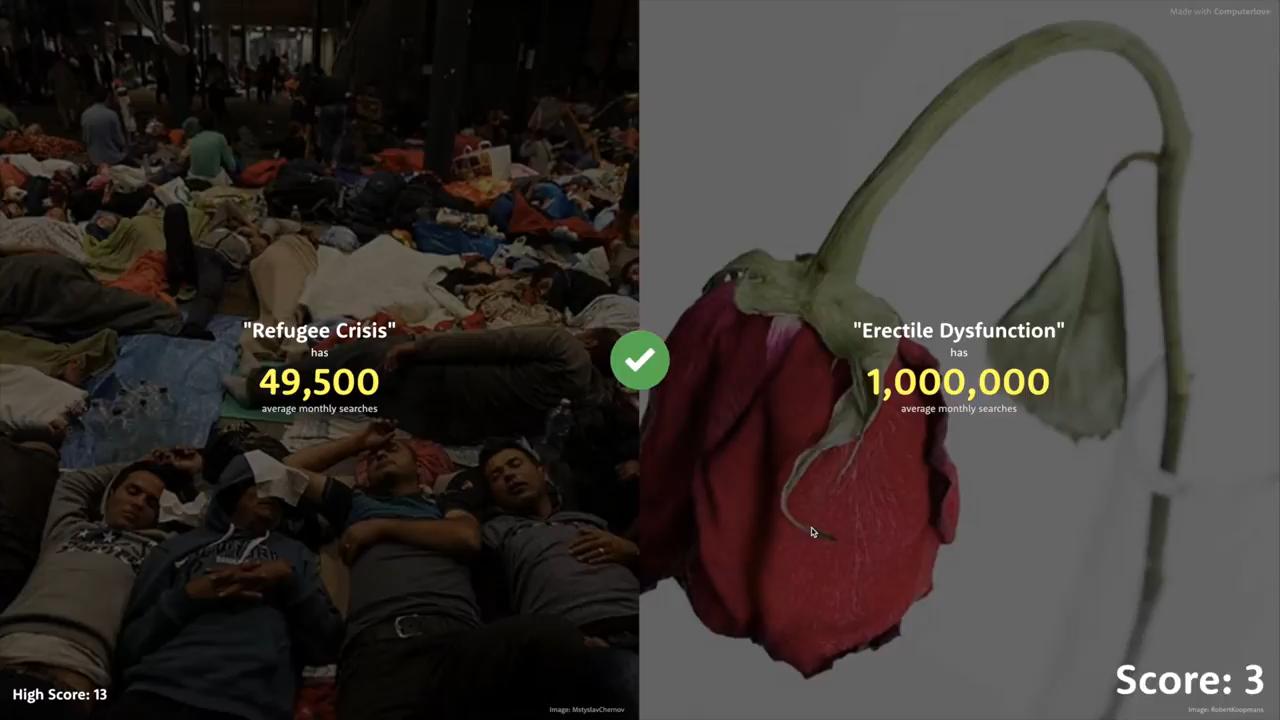 Made with Computerlove
"Refugee Crisis"
has
49,500
average monthly searches
"Erectile Dysfunction"
has
1,000,000
average monthly searches
High Score: 13
Score: 3
Image: MstyslavChernov
Image: RobertKoopmans